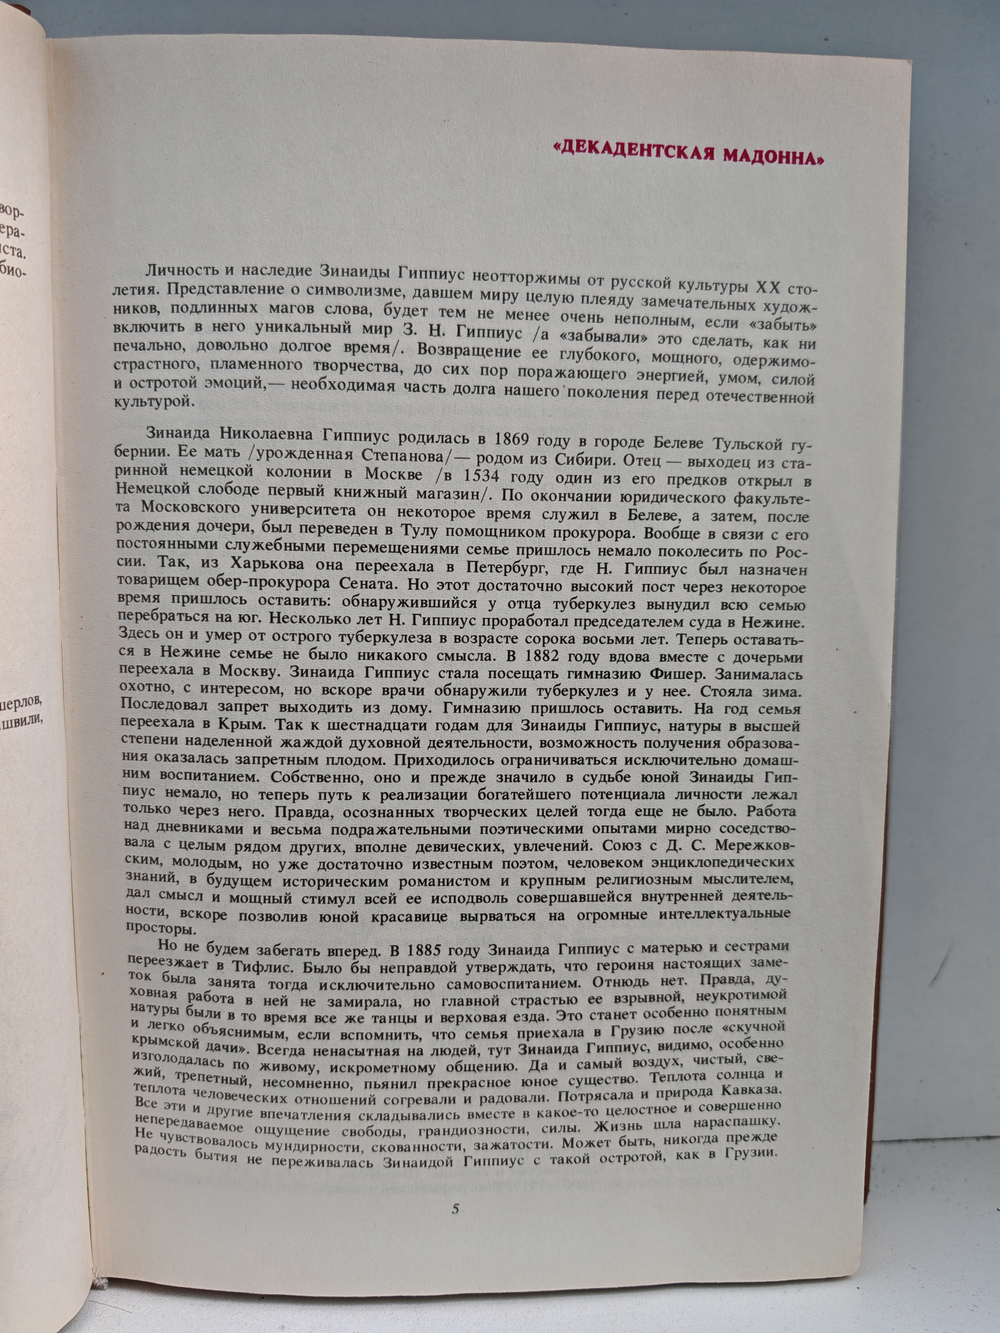 вор-
ера-
иста.
био-
шерлов,
швили,
«ДЕКАДЕНТСКАЯ МАДОННА»
Личность и наследие Зинаиды Гиппиус неотторжимы от русской культуры XX сто-
летия. Представление о символизме, давшем миру целую плеяду замечательных худож-
ников, подлинных магов слова, будет тем не менее очень неполным, если «забыть»
включить в него уникальный мир З. Н. Гиппиус /а «забывали» это сделать, как ни
печально, довольно долгое время/. Возвращение ее глубокого, мощного, одержимо-
страстного, пламенного творчества, до сих пор поражающего энергией, умом, силой
и остротой эмоций,— необходимая часть долга нашего поколения перед отечественной
культурой.
Зинаида Николаевна Гиппиус родилась в 1869 году в городе Белеве Тульской гу-
бернии. Ее мать /урожденная Степанова/— родом из Сибири. Отец — выходец из ста-
ринной немецкой колонии в Москве /в 1534 году один из его предков открыл в
Немецкой слободе первый книжный магазин/. По окончании юридического факульте-
та Московского университета он некоторое время служил в Белеве, а затем, после
рождения дочери, был переведен в Тулу помощником прокурора. Вообще в связи с его
постоянными служебными перемещениями семье пришлось немало поколесить по Рос-
сии. Так, из Харькова она переехала в Петербург, где Н. Гиппиус был назначен
товарищем обер-прокурора Сената. Но этот достаточно высокий пост через некоторое
время пришлось оставить: обнаружившийся у отца туберкулез вынудил всю семью
перебраться на юг. Несколько лет Н. Гиппиус проработал председателем суда в Нежине.
Здесь он и умер от острого туберкулеза в возрасте сорока восьми лет. Теперь оставать-
ся в Нежине семье не было никакого смысла. В 1882 году вдова вместе с дочерьми
переехала в Москву. Зинаида Гиппиус стала посещать гимназию Фишер. Занималась
охотно, с интересом, но вскоре врачи обнаружили туберкулез и у нее. Стояла зима.
Последовал запрет выходить из дому. Гимназию пришлось оставить. На год семья
переехала в Крым. Так к шестнадцати годам для Зинаиды Гиппиус, натуры в высшей
степени наделенной жаждой духовной деятельности, возможность получения образова-
ния оказалась запретным плодом. Приходилось ограничиваться исключительно домаш-
ним воспитанием. Собственно, оно и прежде значило в судьбе юной Зинаиды Гип-
пиус немало, но теперь путь к реализации богатейшего потенциала личности лежал
только через него. Правда, осознанных творческих целей тогда еще не было. Работа
над дневниками и весьма подражательными поэтическими опытами мирно соседство-
вала с целым рядом других, вполне девических, увлечений. Союз с Д. С. Мережков-
ским, молодым, но уже достаточно известным поэтом, человеком энциклопедических
знаний, в будущем историческим романистом и крупным религиозным мыслителем,
дал смысл и мощный стимул всей ее исподволь совершавшейся внутренней деятель-
ности, вскоре позволив юной красавице вырваться на огромные интеллектуальные
просторы.
Но не будем забегать вперед. В 1885 году Зинаида Гиппиус с матерью и сестрами
переезжает в Тифлис. Было бы неправдой утверждать, что героиня настоящих заме-
ток была занята тогда исключительно самовоспитанием. Отнюдь нет. Правда, ду-
ховная работа в ней не замирала, но главной страстью ее взрывной, неукротимой
натуры были в то время все же танцы и верховая езда. Это станет особенно понятным
и легко объяснимым, если вспомнить, что семья приехала в Грузию после «скучной
крымской дачи». Всегда ненасытная на людей, тут Зинаида Гиппиус, видимо, особенно
изголодалась по живому, искрометному общению. Да и самый воздух, чистый, све-
жий, трепетный, несомненно, пьянил прекрасное юное существо. Теплота солнца и
теплота человеческих отношений согревали и радовали. Потрясала и природа Кавказа.
Все эти и другие впечатления складывались вместе в какое-то целостное и совершенно
непередаваемое ощущение свободы, грандиозности, силы. Жизнь шла нараспашку.
Не чувствовалось мундирности, скованности, зажатости. Может быть, никогда прежде
радость бытия не переживалась Зинаидой Гиппиус с такой остротой, как в Грузии.
5